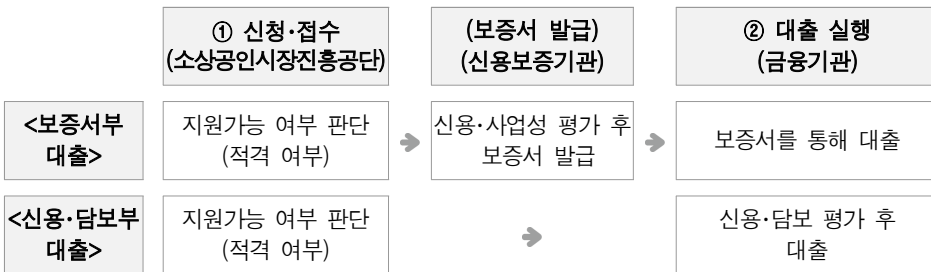 ① 신청·접수
(소상공인시장진흥공단)
(보증서 발급)
(신용보증기관)
② 대출 실행
(금융기관)
<보증서부
대출>
지원가능 여부 판단
(적격 여부)
신용·사업성 평가 후
보증서 발급
보증서를 통해 대출
<신용·담보부
대출>
지원가능 여부 판단
(적격 여부)
신용·담보 평가 후
대출